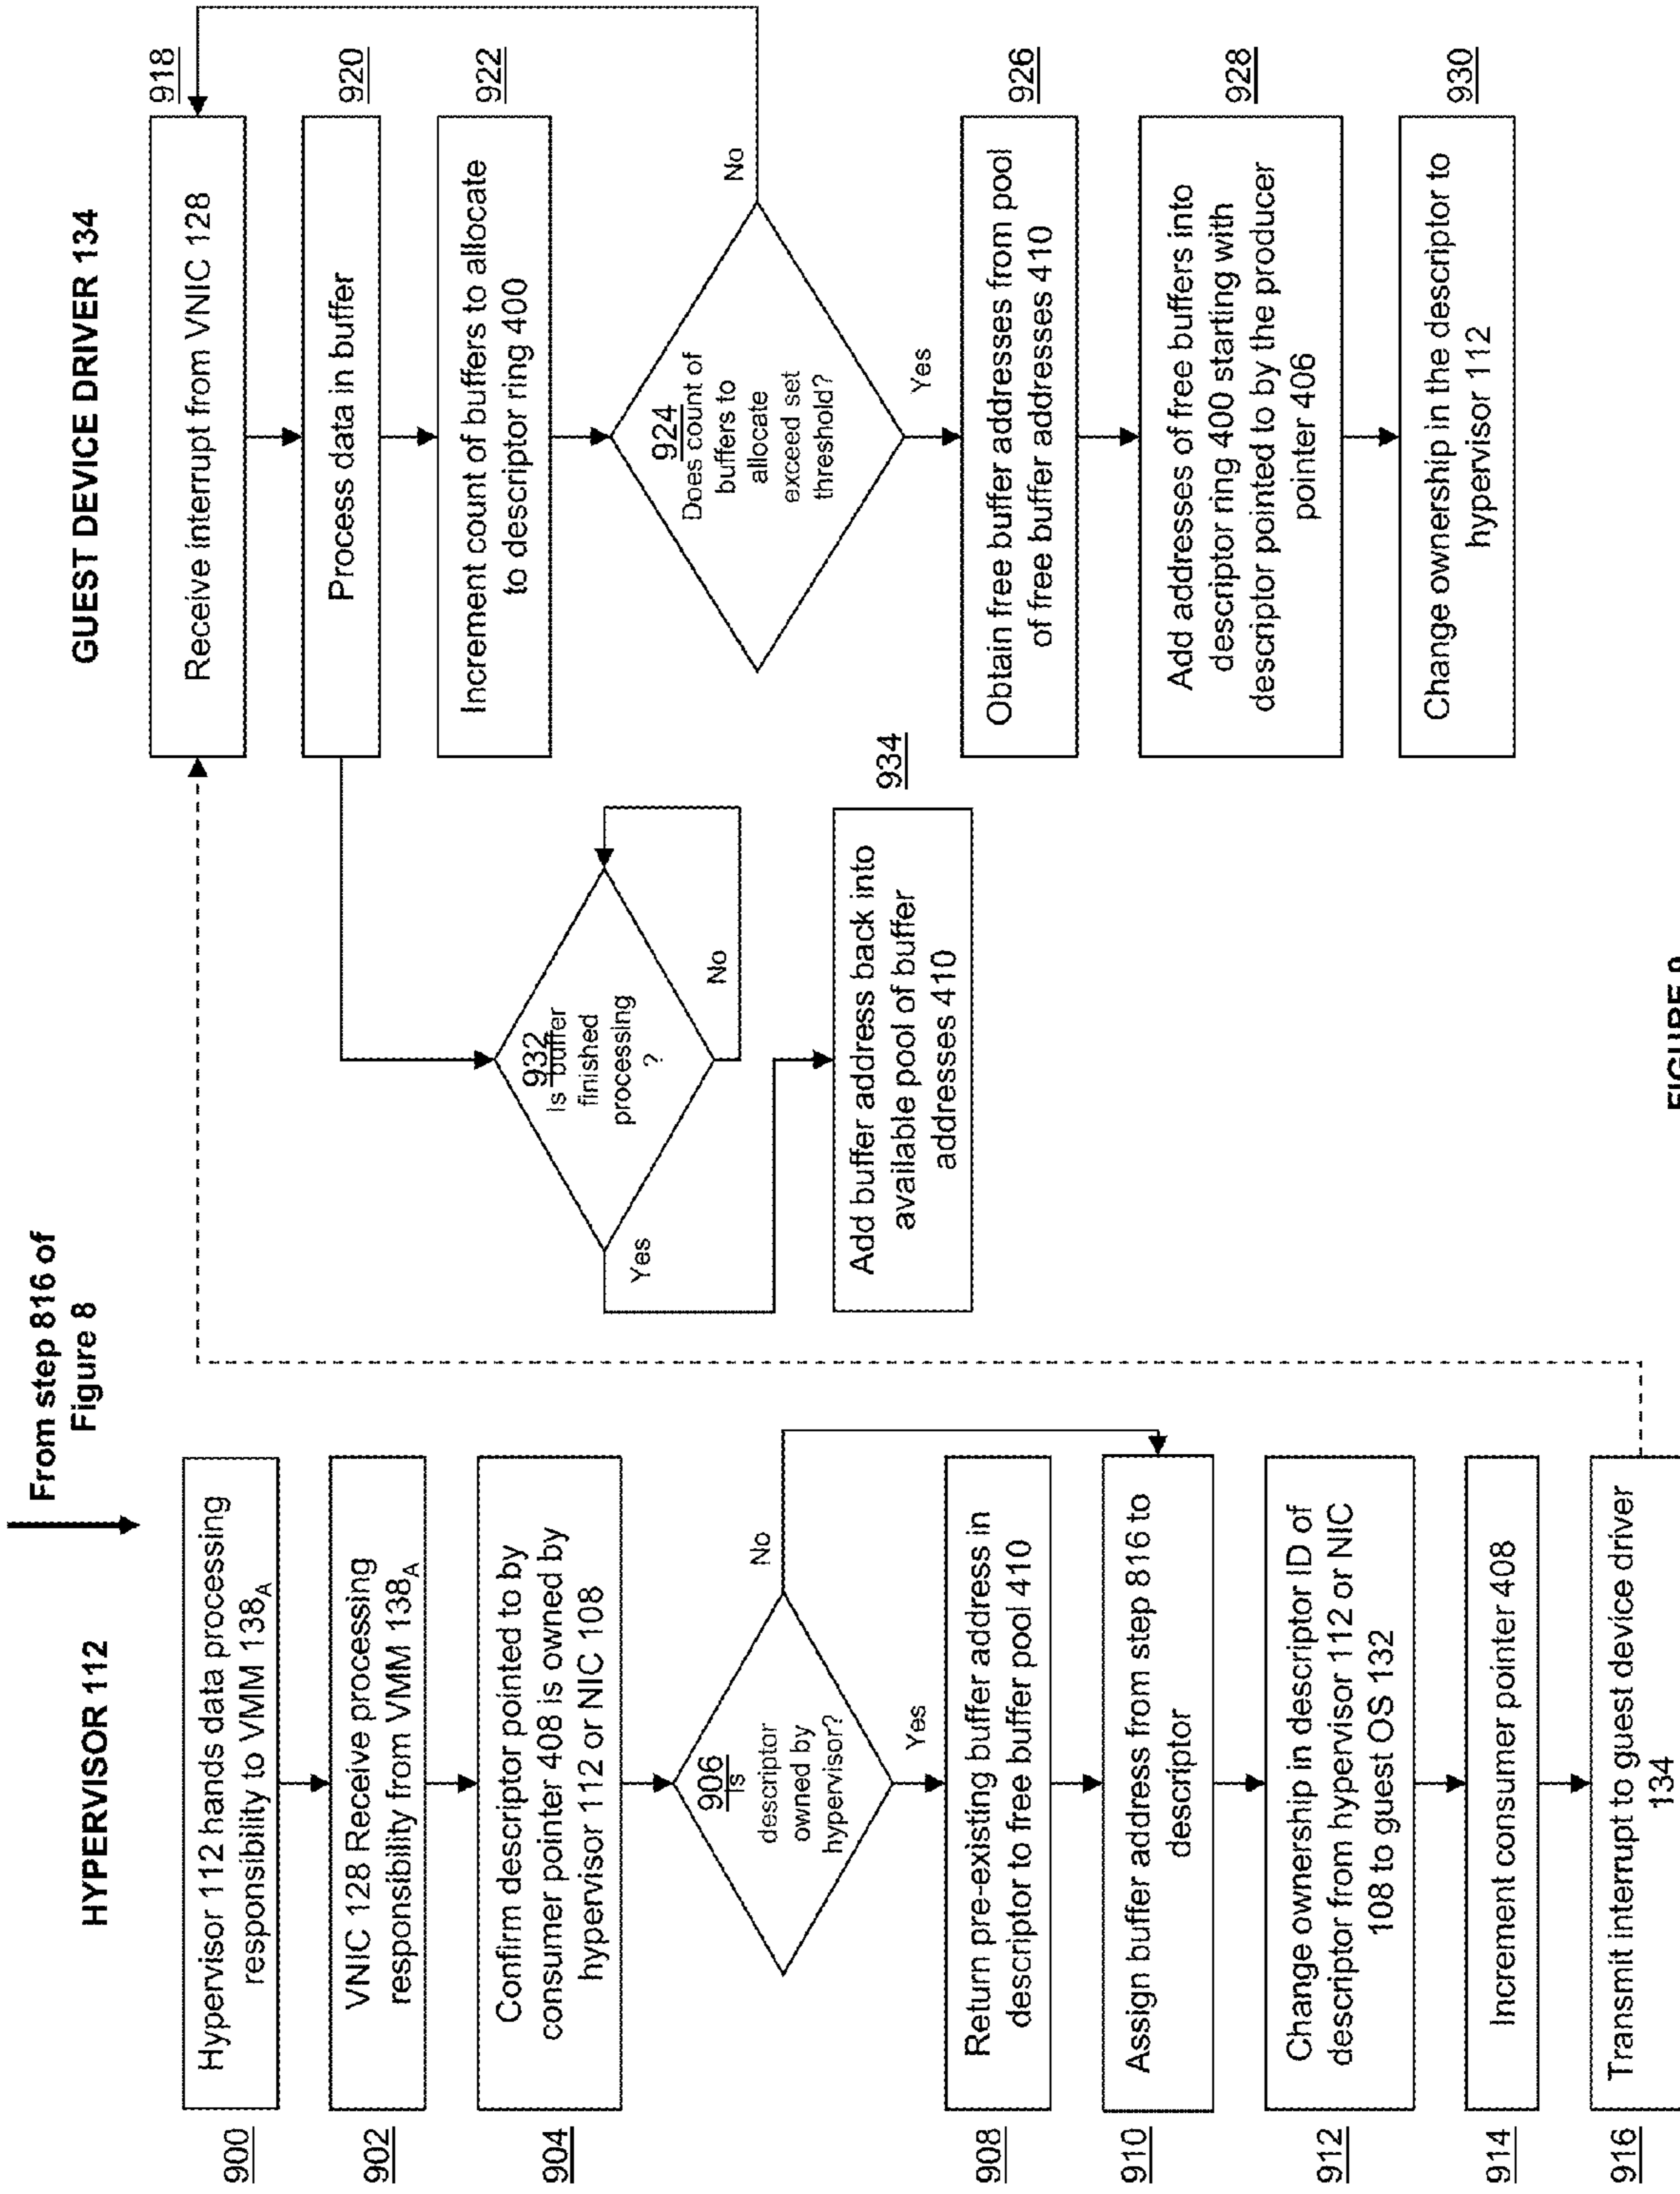 From step 816 of
Figure 8
HYPERVISOR 112
900
Hypervisor 112 hands data processing
responsibility to VMM 138A
902
VNIC 128 Receive processing
responsibility from VMM 138A
904
Confirm descriptor pointed to by
consumer pointer 408 is owned by
hypervisor 112 or NIC 108
906
Is
descriptor
owned by
hypervisor?
No
Yes
908
Return pre-existing buffer address in
descriptor to free buffer pool 410
910
Assign buffer address from step 816 to
descriptor
912
Change ownership in descriptor ID of
descriptor from hypervisor 112 or NIC
108 to guest OS 132
914
Increment consumer pointer 408
916
Transmit interrupt to guest device driver
134
GUEST DEVICE DRIVER 134
918
Receive interrupt from VNIC 128
920
Process data in buffer
922
Increment count of buffers to allocate
to descriptor ring 400
924
Does count of
buffers to
allocate
exceed set
threshold?
No
Yes
926
Obtain free buffer addresses from pool
of free buffer addresses 410
928
Add addresses of free buffers into
descriptor ring 400 starting with
descriptor pointed to by the producer
pointer 406
930
Change ownership in the descriptor to
hypervisor 112
932
Is buffer
finished
processing
?
No
Yes
934
Add buffer address back into
available pool of buffer
addresses 410
FIGURE 9